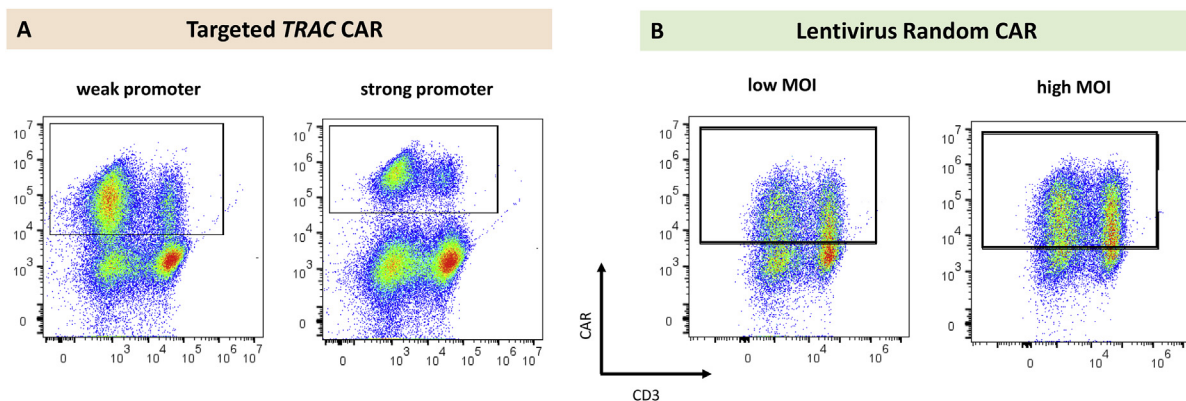 A Targeted TRAC CAR
B Lentivirus Random CAR
weak promoter
strong promoter
low MOI
high MOI
10⁷
10⁶
10⁵
10⁴
10³
0
0 10³ 10⁴ 10⁵ 10⁶ 10⁷
10⁷
10⁶
10⁵
10⁴
10³
0
0 10³ 10⁴ 10⁵ 10⁶ 10⁷
CAR
CD3
10⁷
10⁶
10⁵
10⁴
10³
0
0 10⁴ 10⁶
10⁷
10⁶
10⁵
10⁴
10³
0
0 10⁴ 10⁶